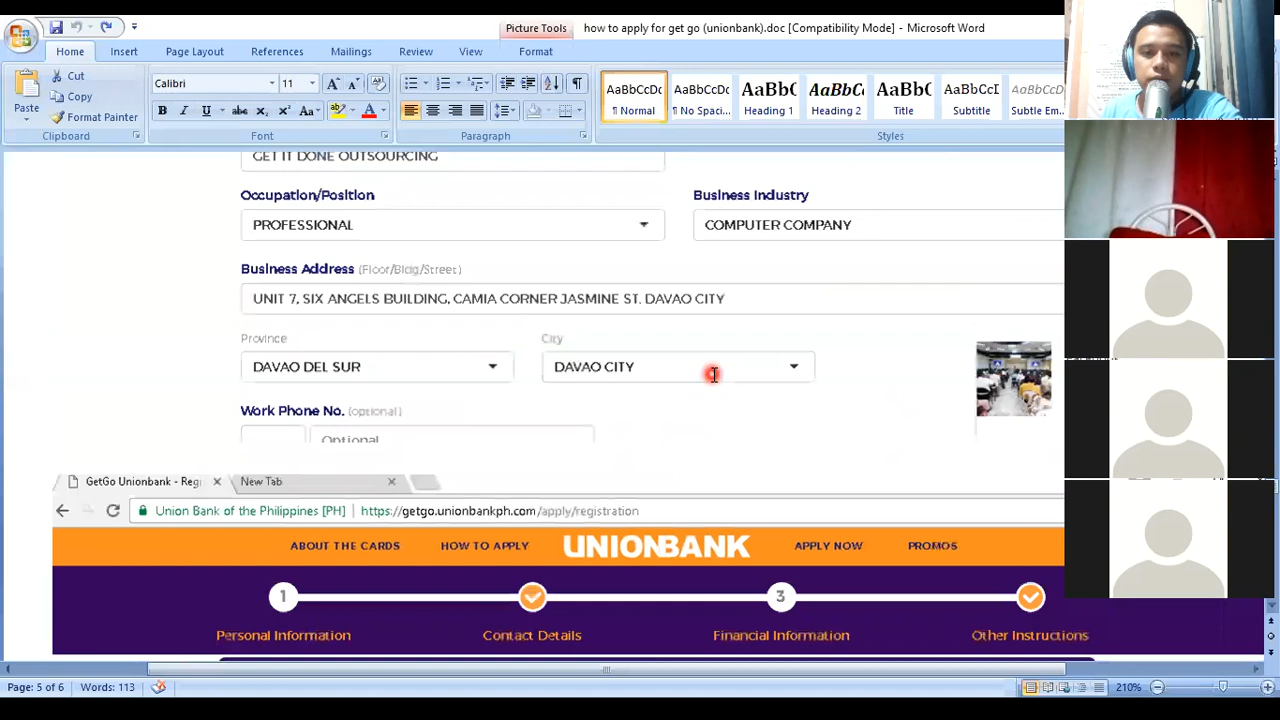 Picture Tools
how to apply for get go (unionbank).doc [Compatibility Mode] - Microsoft Word
Home Insert Page Layout References Mailings Review View Format
Paste
Cut
Copy
Format Painter
Clipboard
Calibri 11
Font
Paragraph
AaBbCcDc AaBbCcDc AaBbC AaBbCc AaBbC AaBbCcI AaBbCcDc
¶ Normal ¶ No Spaci... Heading 1 Heading 2 Title Subtitle Subtle Em...
Styles
GET IT DONE OUTSOURCING
Occupation/Position Business Industry
PROFESSIONAL COMPUTER COMPANY
Business Address (Floor/Bldg/Street)
UNIT 7, SIX ANGELS BUILDING, CAMIA CORNER JASMINE ST. DAVAO CITY
Province City
DAVAO DEL SUR DAVAO CITY
Work Phone No. (optional)
Optional
GetGo Unionbank - Regi New Tab
Union Bank of the Philippines [PH] https://getgo.unionbankph.com/apply/registration
ABOUT THE CARDS HOW TO APPLY UNIONBANK APPLY NOW PROMOS
1 3
Personal Information Contact Details Financial Information Other Instructions
Page: 5 of 6 Words: 113 210%